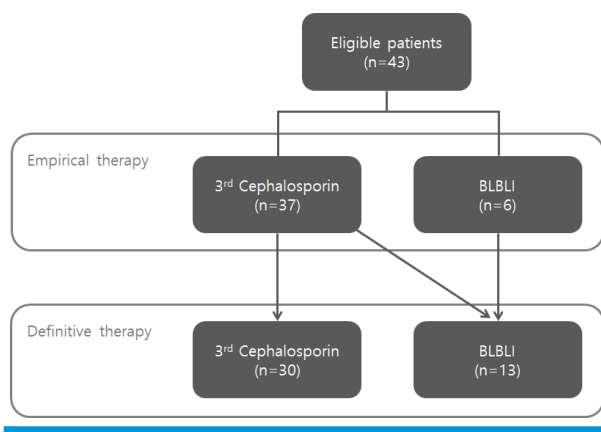 Eligible patients
(n=43)
Empirical therapy
3rd Cephalosporin
(n=37)
BLBLI
(n=6)
Definitive therapy
3rd Cephalosporin
(n=30)
BLBLI
(n=13)